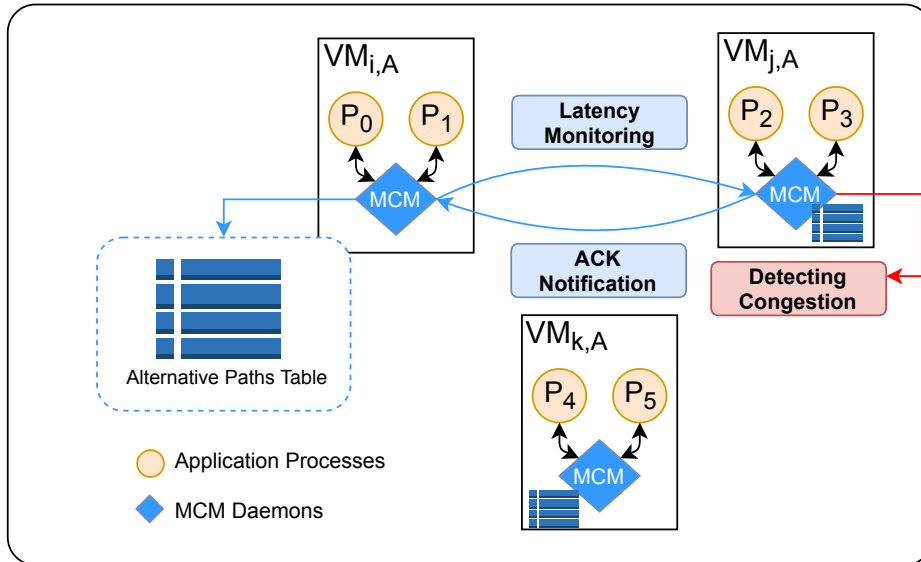 VMi,A
P0
P1
MCM
Latency
Monitoring
VMj,A
P2
P3
MCM
ACK
Notification
Detecting
Congestion
Alternative Paths Table
VMk,A
P4
P5
MCM
Application Processes
MCM Daemons